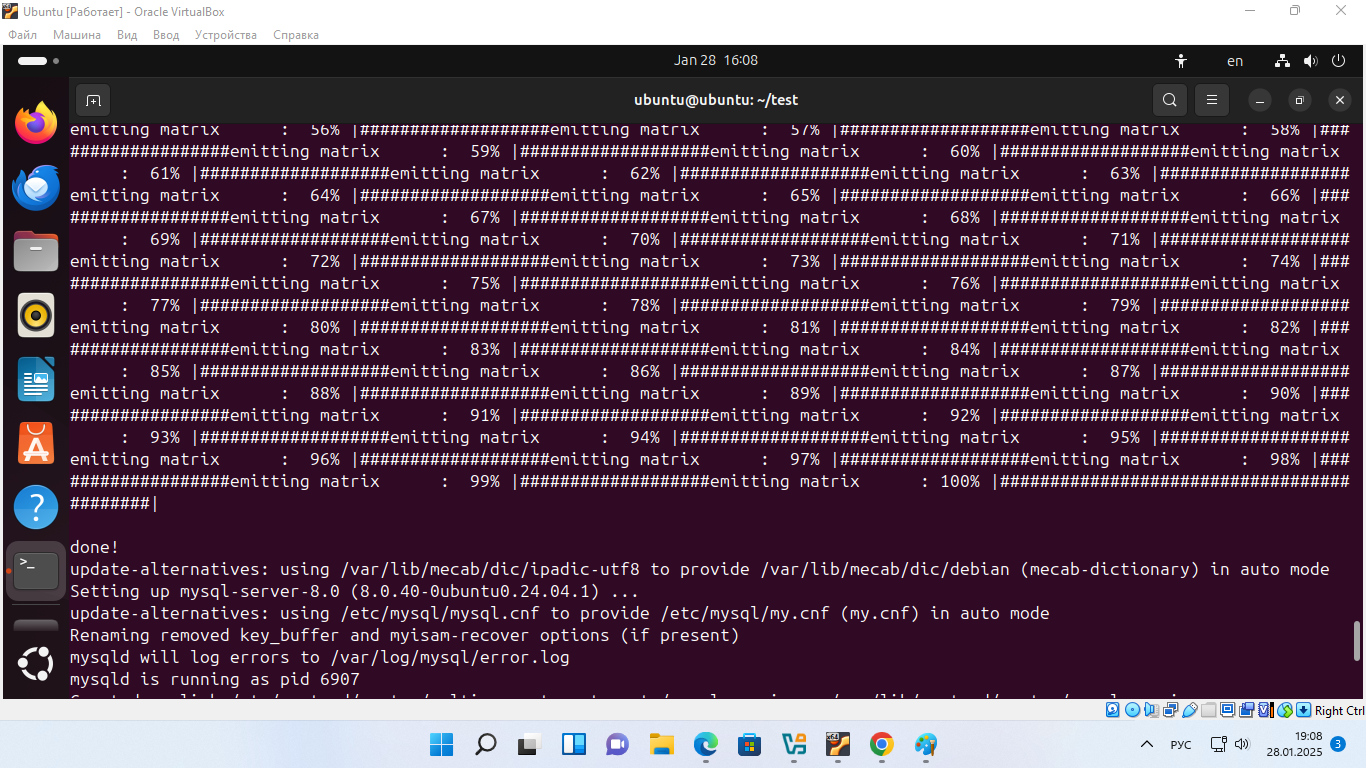 Ubuntu [Работает] - Oracle VirtualBox
Файл Машина Вид Ввод Устройства Справка
Jan 28 16:08
en
ubuntu@ubuntu: ~/test
emitting matrix      :  56% |###################emitting matrix      :  57% |###################emitting matrix      :  58% |###
################emitting matrix      :  59% |###################emitting matrix      :  60% |###################emitting matrix
     :  61% |###################emitting matrix      :  62% |###################emitting matrix      :  63% |###################
emitting matrix      :  64% |###################emitting matrix      :  65% |###################emitting matrix      :  66% |###
################emitting matrix      :  67% |###################emitting matrix      :  68% |###################emitting matrix
     :  69% |###################emitting matrix      :  70% |###################emitting matrix      :  71% |###################
emitting matrix      :  72% |###################emitting matrix      :  73% |###################emitting matrix      :  74% |###
################emitting matrix      :  75% |###################emitting matrix      :  76% |###################emitting matrix
     :  77% |###################emitting matrix      :  78% |###################emitting matrix      :  79% |###################
emitting matrix      :  80% |###################emitting matrix      :  81% |###################emitting matrix      :  82% |###
################emitting matrix      :  83% |###################emitting matrix      :  84% |###################emitting matrix
     :  85% |###################emitting matrix      :  86% |###################emitting matrix      :  87% |###################
emitting matrix      :  88% |###################emitting matrix      :  89% |###################emitting matrix      :  90% |###
################emitting matrix      :  91% |###################emitting matrix      :  92% |###################emitting matrix
     :  93% |###################emitting matrix      :  94% |###################emitting matrix      :  95% |###################
emitting matrix      :  96% |###################emitting matrix      :  97% |###################emitting matrix      :  98% |###
################emitting matrix      :  99% |###################emitting matrix      : 100% |###################################
########|
done!
update-alternatives: using /var/lib/mecab/dic/ipadic-utf8 to provide /var/lib/mecab/dic/debian (mecab-dictionary) in auto mode
Setting up mysql-server-8.0 (8.0.40-0ubuntu0.24.04.1) ...
update-alternatives: using /etc/mysql/mysql.cnf to provide /etc/mysql/my.cnf (my.cnf) in auto mode
Renaming removed key_buffer and myisam-recover options (if present)
mysqld will log errors to /var/log/mysql/error.log
mysqld is running as pid 6907
Right Ctrl
РУС
19:08
28.01.2025
3